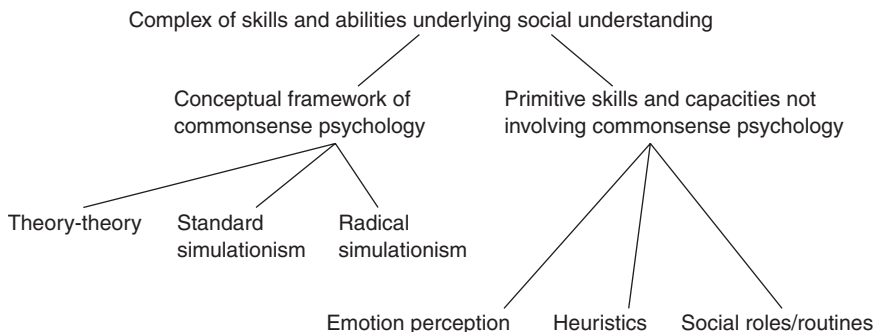 Complex of skills and abilities underlying social understanding
Conceptual framework of
commonsense psychology
Primitive skills and capacities not
involving commonsense psychology
Theory-theory
Standard
simulationism
Radical
simulationism
Emotion perception
Heuristics
Social roles/routines